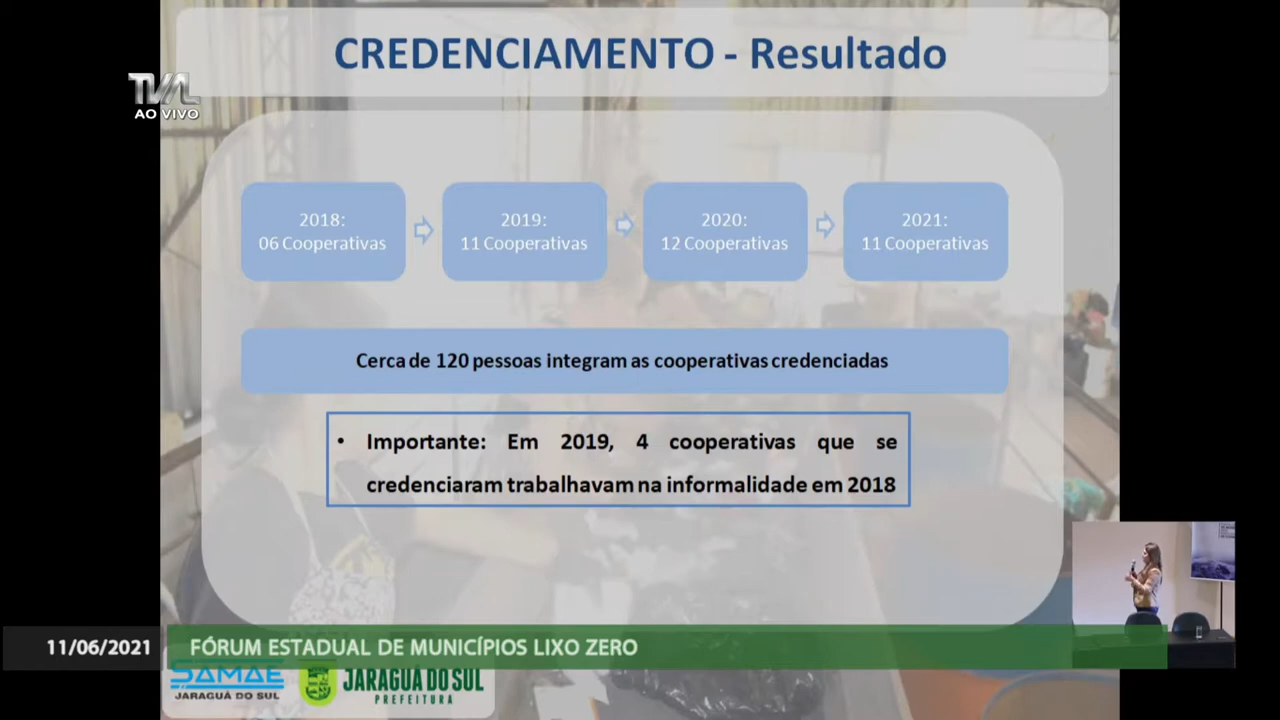 CREDENCIAMENTO - Resultado
TVAL
AO VIVO
2018:
06 Cooperativas
2019:
11 Cooperativas
2020:
12 Cooperativas
2021:
11 Cooperativas
Cerca de 120 pessoas integram as cooperativas credenciadas
• Importante: Em 2019, 4 cooperativas que se
credenciaram trabalhavam na informalidade em 2018
11/06/2021
FÓRUM ESTADUAL DE MUNICÍPIOS LIXO ZERO
SAMAE
JARAGUÁ DO SUL
JARAGUÁ DO SUL
PREFEITURA